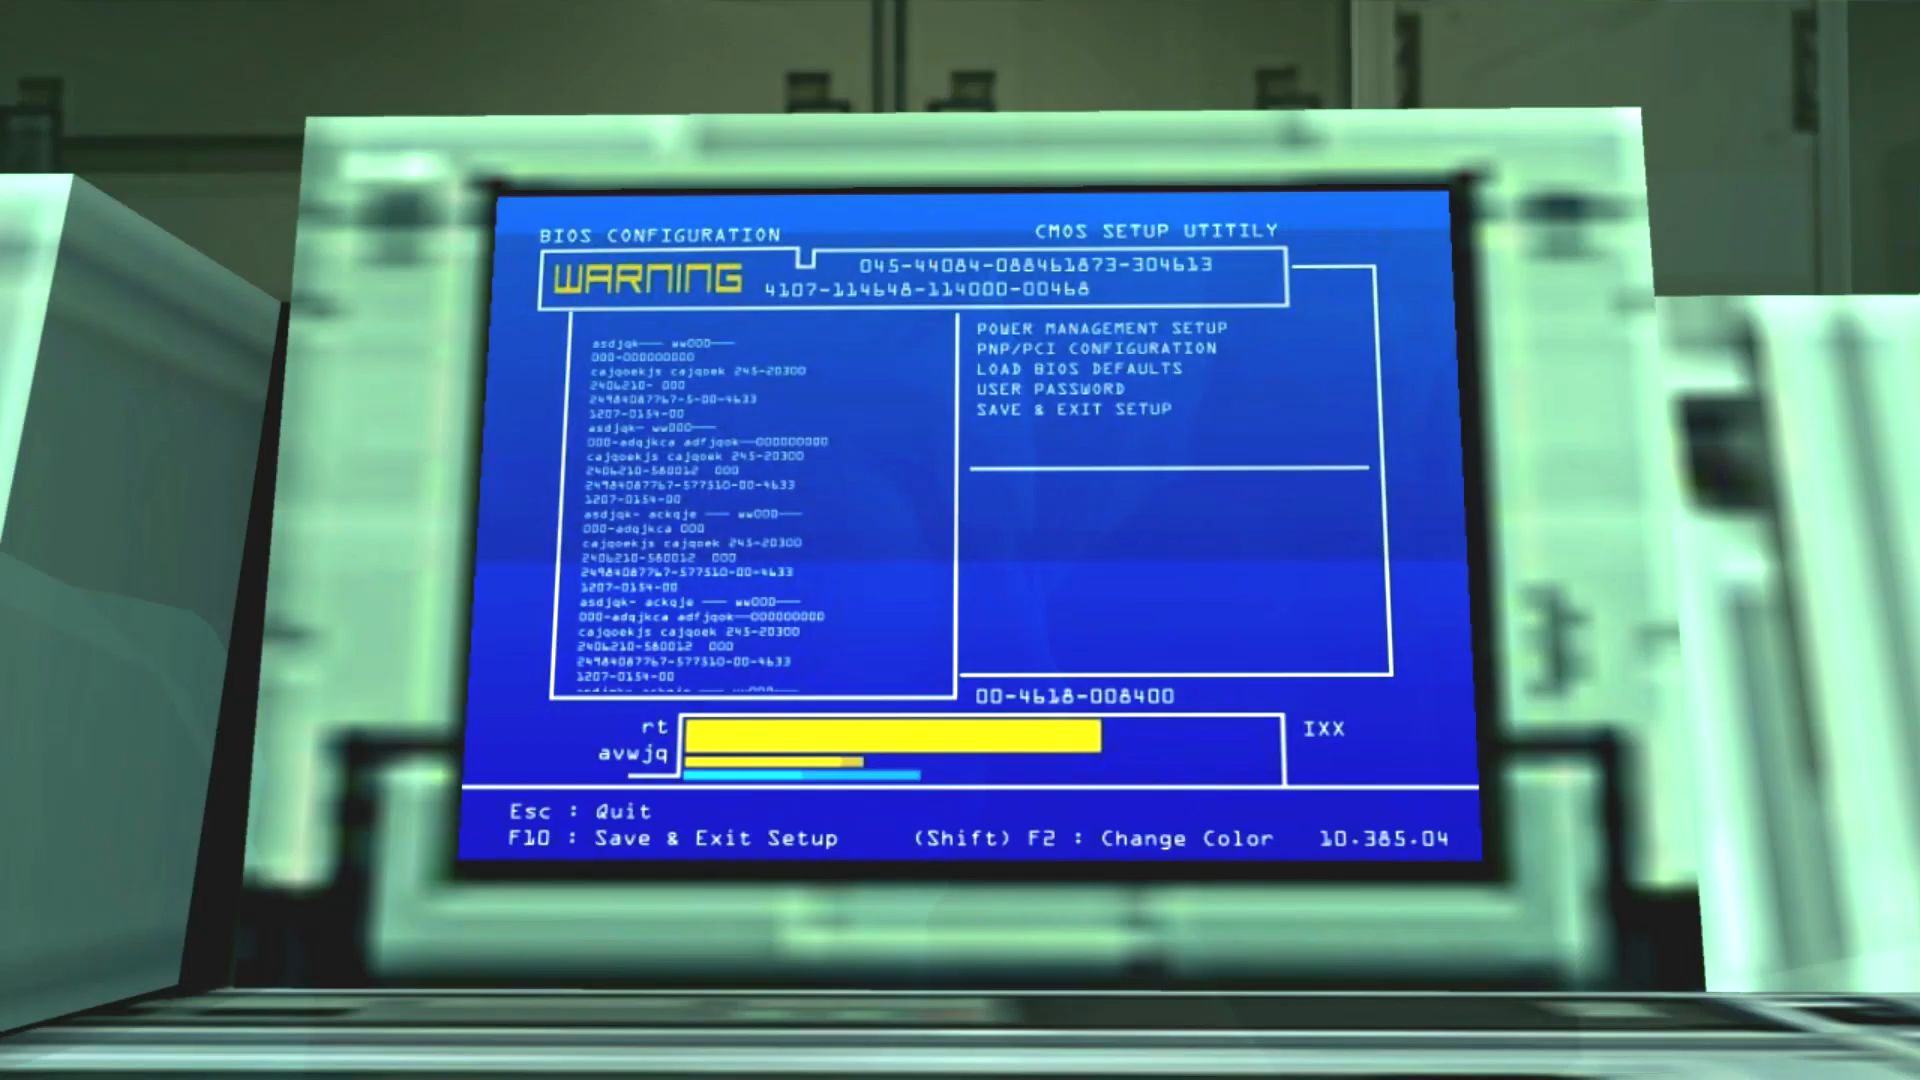 BIOS CONFIGURATION
CMOS SETUP UTITILY
WARNING
045-44084-088461873-304613
4107-114648-114000-00468
asdjqk—— ww000——
000-000000000
cajqoekjs cajqoek 245-20300
2406210- 000
24984087767-5-00-4633
1207-0154-00
asdjqk- ww000——
000-adqjkca adfjqok—000000000
cajqoekjs cajqoek 245-20300
2406210-580012 000
24984087767-577510-00-4633
1207-0154-00
asdjqk- ackqje —— ww000——
000-adqjkca 000
cajqoekjs cajqoek 245-20300
2406210-580012 000
24984087767-577510-00-4633
1207-0154-00
asdjqk- ackqje —— ww000——
000-adqjkca adfjqok—000000000
cajqoekjs cajqoek 245-20300
2406210-580012 000
24984087767-577510-00-4633
1207-0154-00
POWER MANAGEMENT SETUP
PNP/PCI CONFIGURATION
LOAD BIOS DEFAULTS
USER PASSWORD
SAVE & EXIT SETUP
00-4618-008400
rt
avwjq
IXX
Esc : Quit
F10 : Save & Exit Setup
(Shift) F2 : Change Color
10.385.04